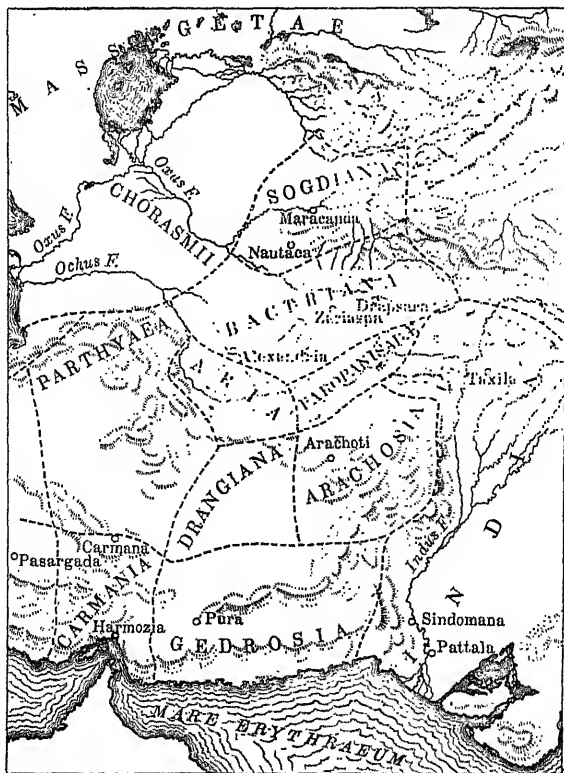 MASSAGETAE
Oxus F.
SOGDIANA
CHORASMII
Maracanda
Oxus F.
Nautaca
Ochus F.
BACTRIANI
Drapsaca
Zariaspa
PARTHYAEA
PAROPANISADAE
ARIA
Taxila
Arachoti
ARACHOSIA
DRANGIANA
Indus F.
INDIA
Carmana
Pasargada
CARMANIA
Harmozia
Pura
Sindomana
GEDROSIA
Pattala
MARE ERYTHRAEUM